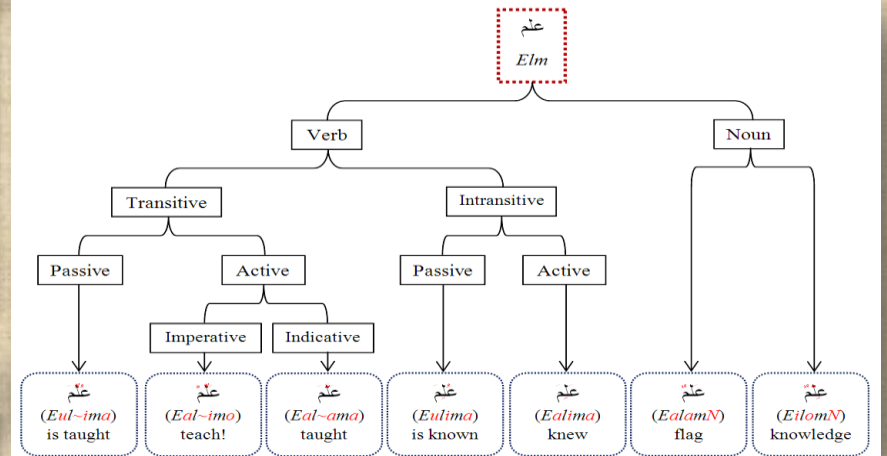 علم
Elm
Verb
Noun
Transitive
Intransitive
Passive
Active
Passive
Active
Imperative
Indicative
عُلِّمَ
(Eul~ima)
is taught
عَلِّمْ
(Eal~imo)
teach!
عَلَّمَ
(Eal~ama)
taught
عُلِمَ
(Eulima)
is known
عَلِمَ
(Ealima)
knew
عَلَمٌ
(EalamN)
flag
عِلْمٌ
(EilomN)
knowledge